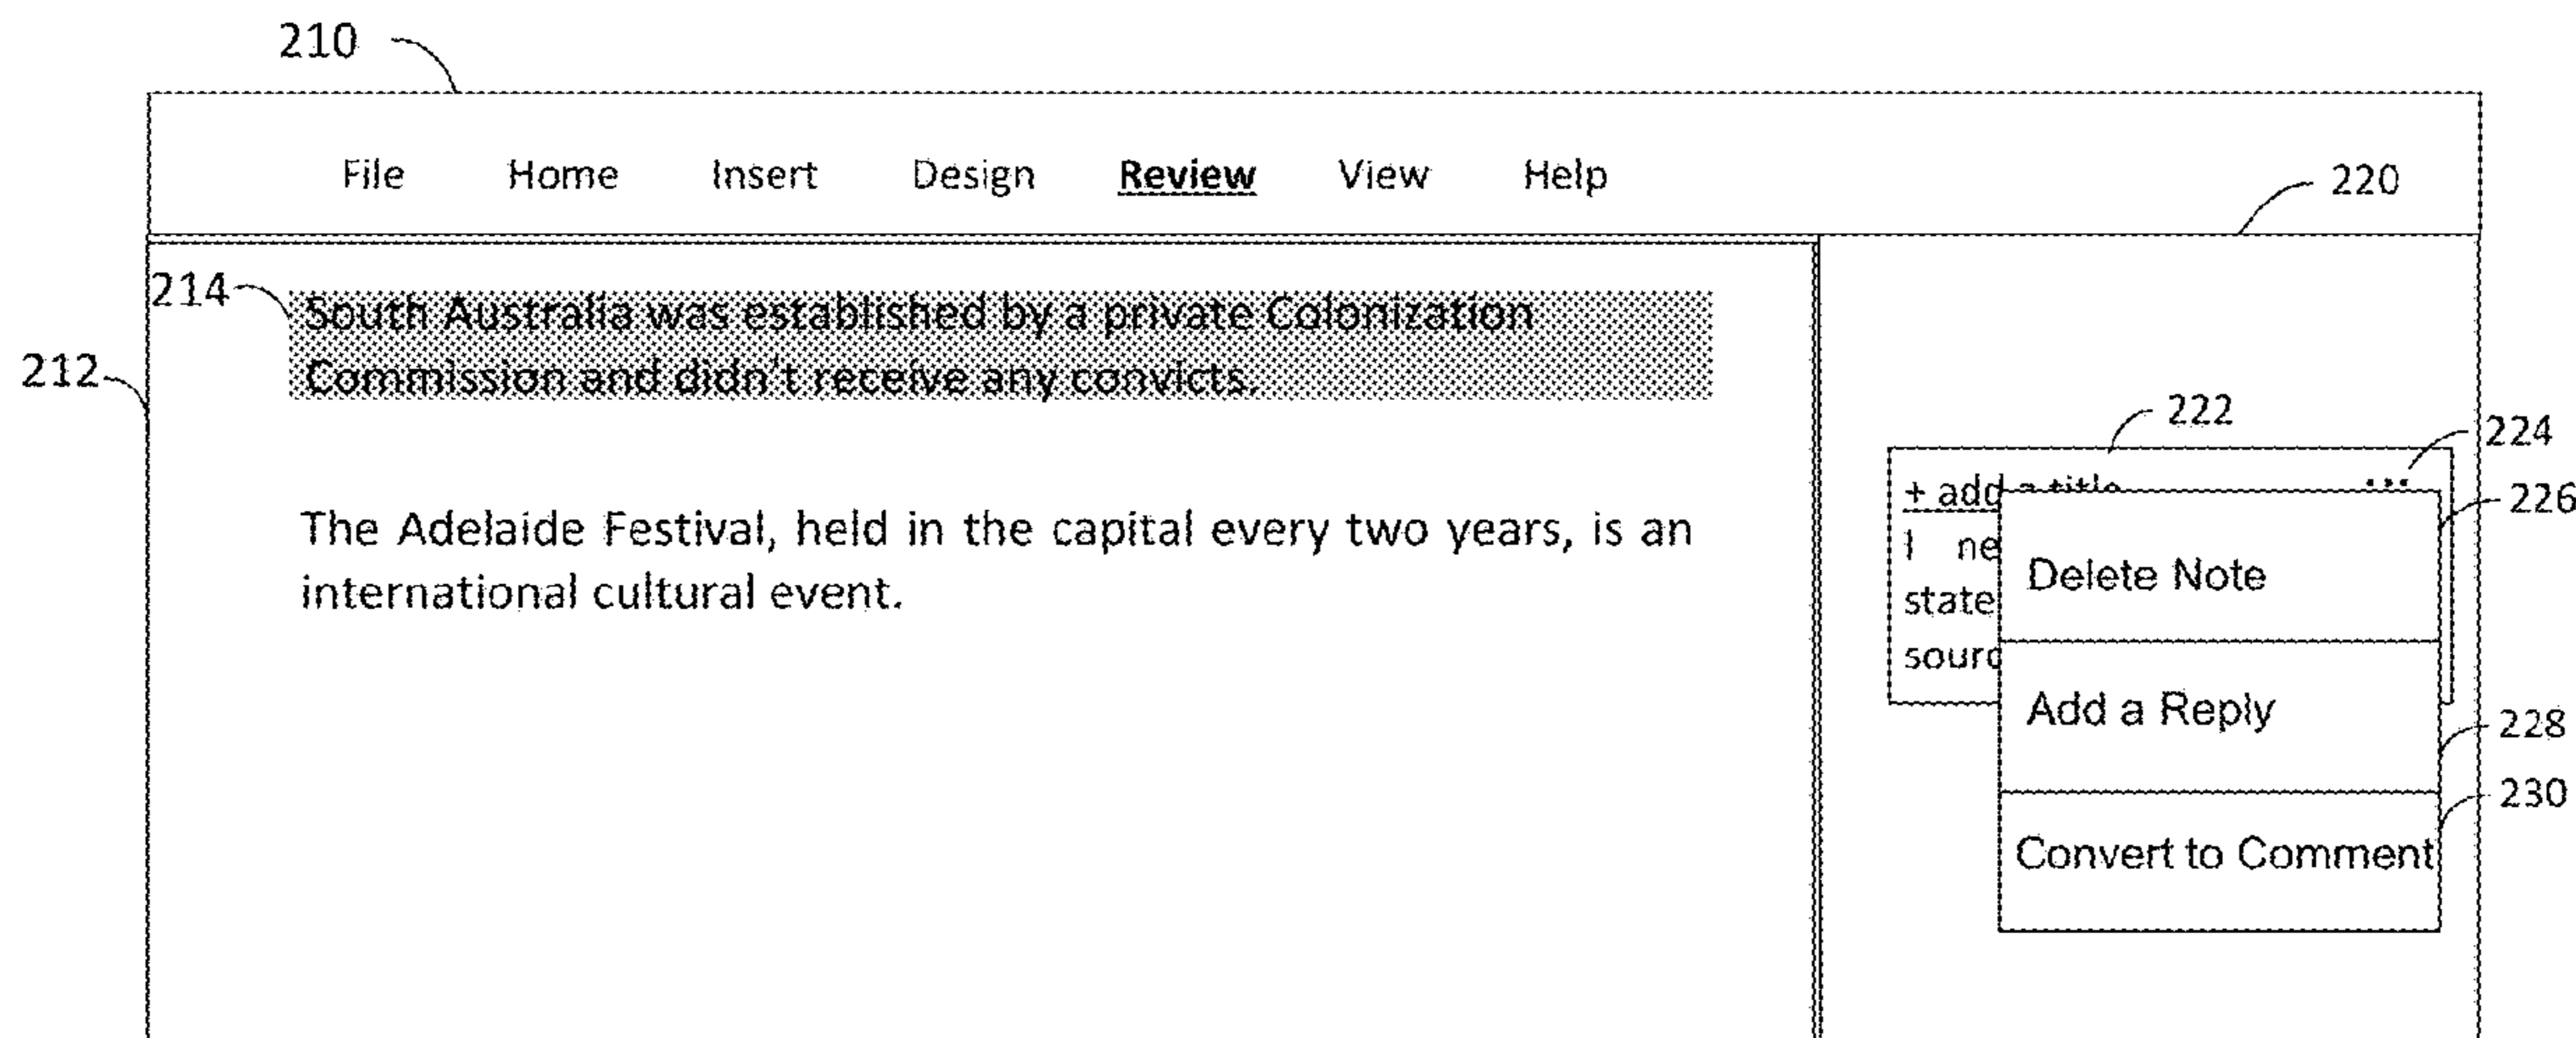 210
File Home Insert Design Review View Help
220
214
South Australia was established by a private Colonization
Commission and didn't receive any convicts.
212
222
224
+ add a title ...
226
I
Delete Note
The Adelaide Festival, held in the capital every two years, is an
international cultural event.
Add a Reply
228
230
Convert to Comment